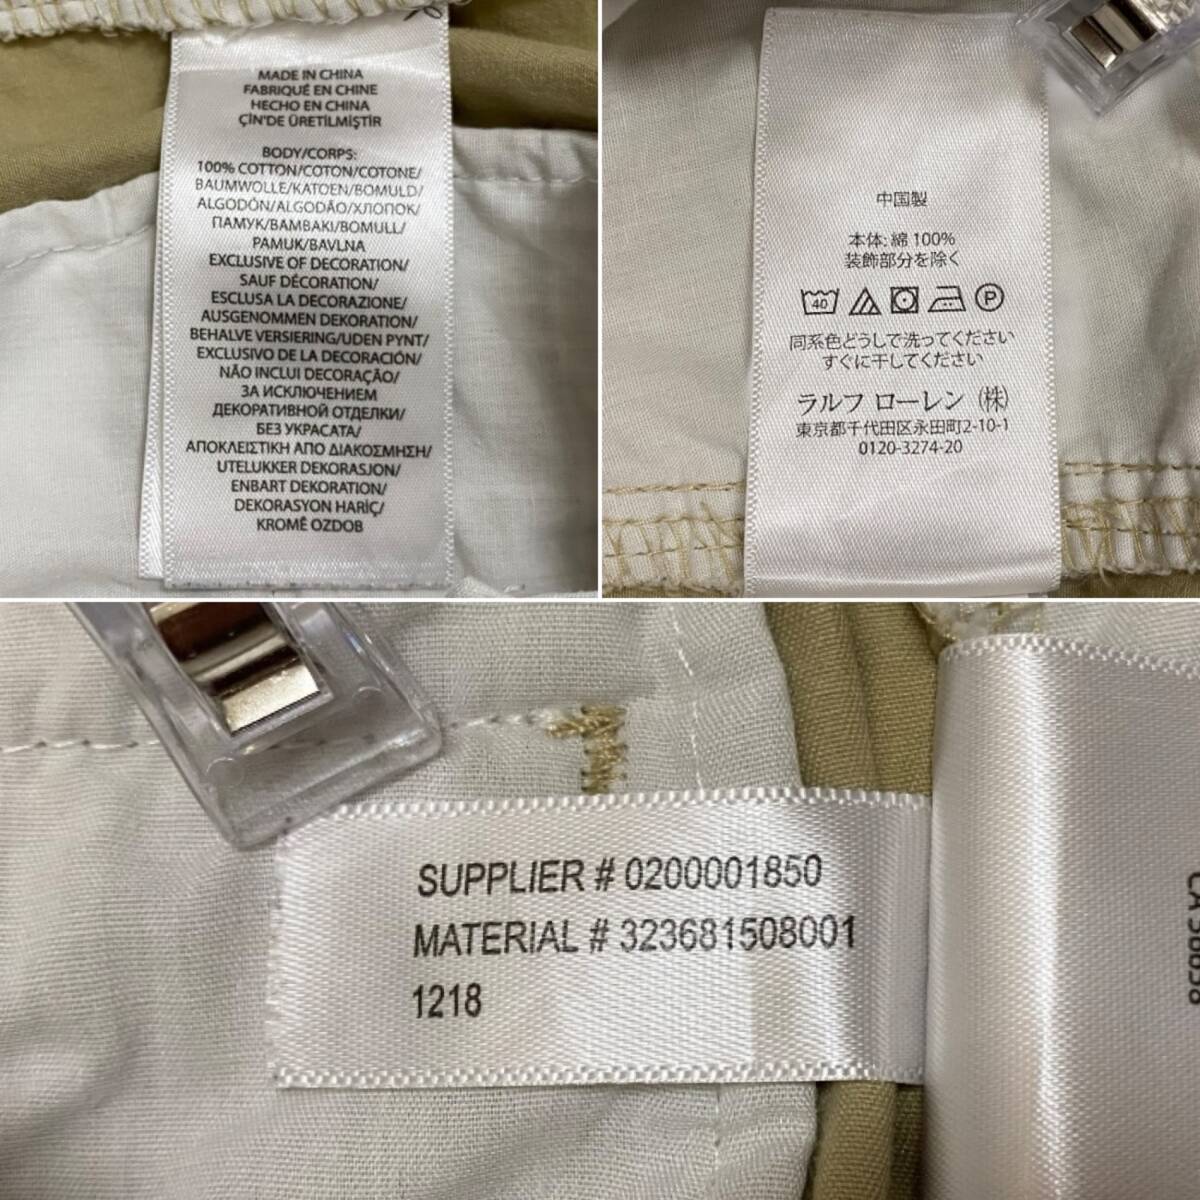 MADE IN CHINA
FABRIQUÉ EN CHINE
HECHO EN CHINA
ÇİN'DE ÜRETİLMİŞTİR
BODY/CORPS:
100% COTTON/COTON/COTONE/
BAUMWOLLE/KATOEN/BOMULD/
ALGODÓN/ALGODÃO/ХЛОПОК/
ПАМУК/ΒΑΜΒΑΚΙ/BOMULL/
PAMUK/BAVLNA
EXCLUSIVE OF DECORATION/
SAUF DÉCORATION/
ESCLUSA LA DECORAZIONE/
AUSGENOMMEN DEKORATION/
BEHALVE VERSIERING/UDEN PYNT/
EXCLUSIVO DE LA DECORACIÓN/
NÃO INCLUI DECORAÇÃO/
ЗА ИСКЛЮЧЕНИЕМ
ДЕКОРАТИВНОЙ ОТДЕЛКИ/
БЕЗ УКРАСАТА/
ΑΠΟΚΛΕΙΣΤΙΚΗ ΑΠΟ ΔΙΑΚΟΣΜΗΣΗ/
UTELUKKER DEKORASJON/
ENBART DEKORATION/
DEKORASYON HARİÇ/
KROMĚ OZDOB
中国製
本体: 綿 100%
装飾部分を除く
40 P
同系色どうしで洗ってください
すぐに干してください
ラルフ ローレン (株)
東京都千代田区永田町2-10-1
0120-3274-20
SUPPLIER # 0200001850
MATERIAL # 323681508001
1218